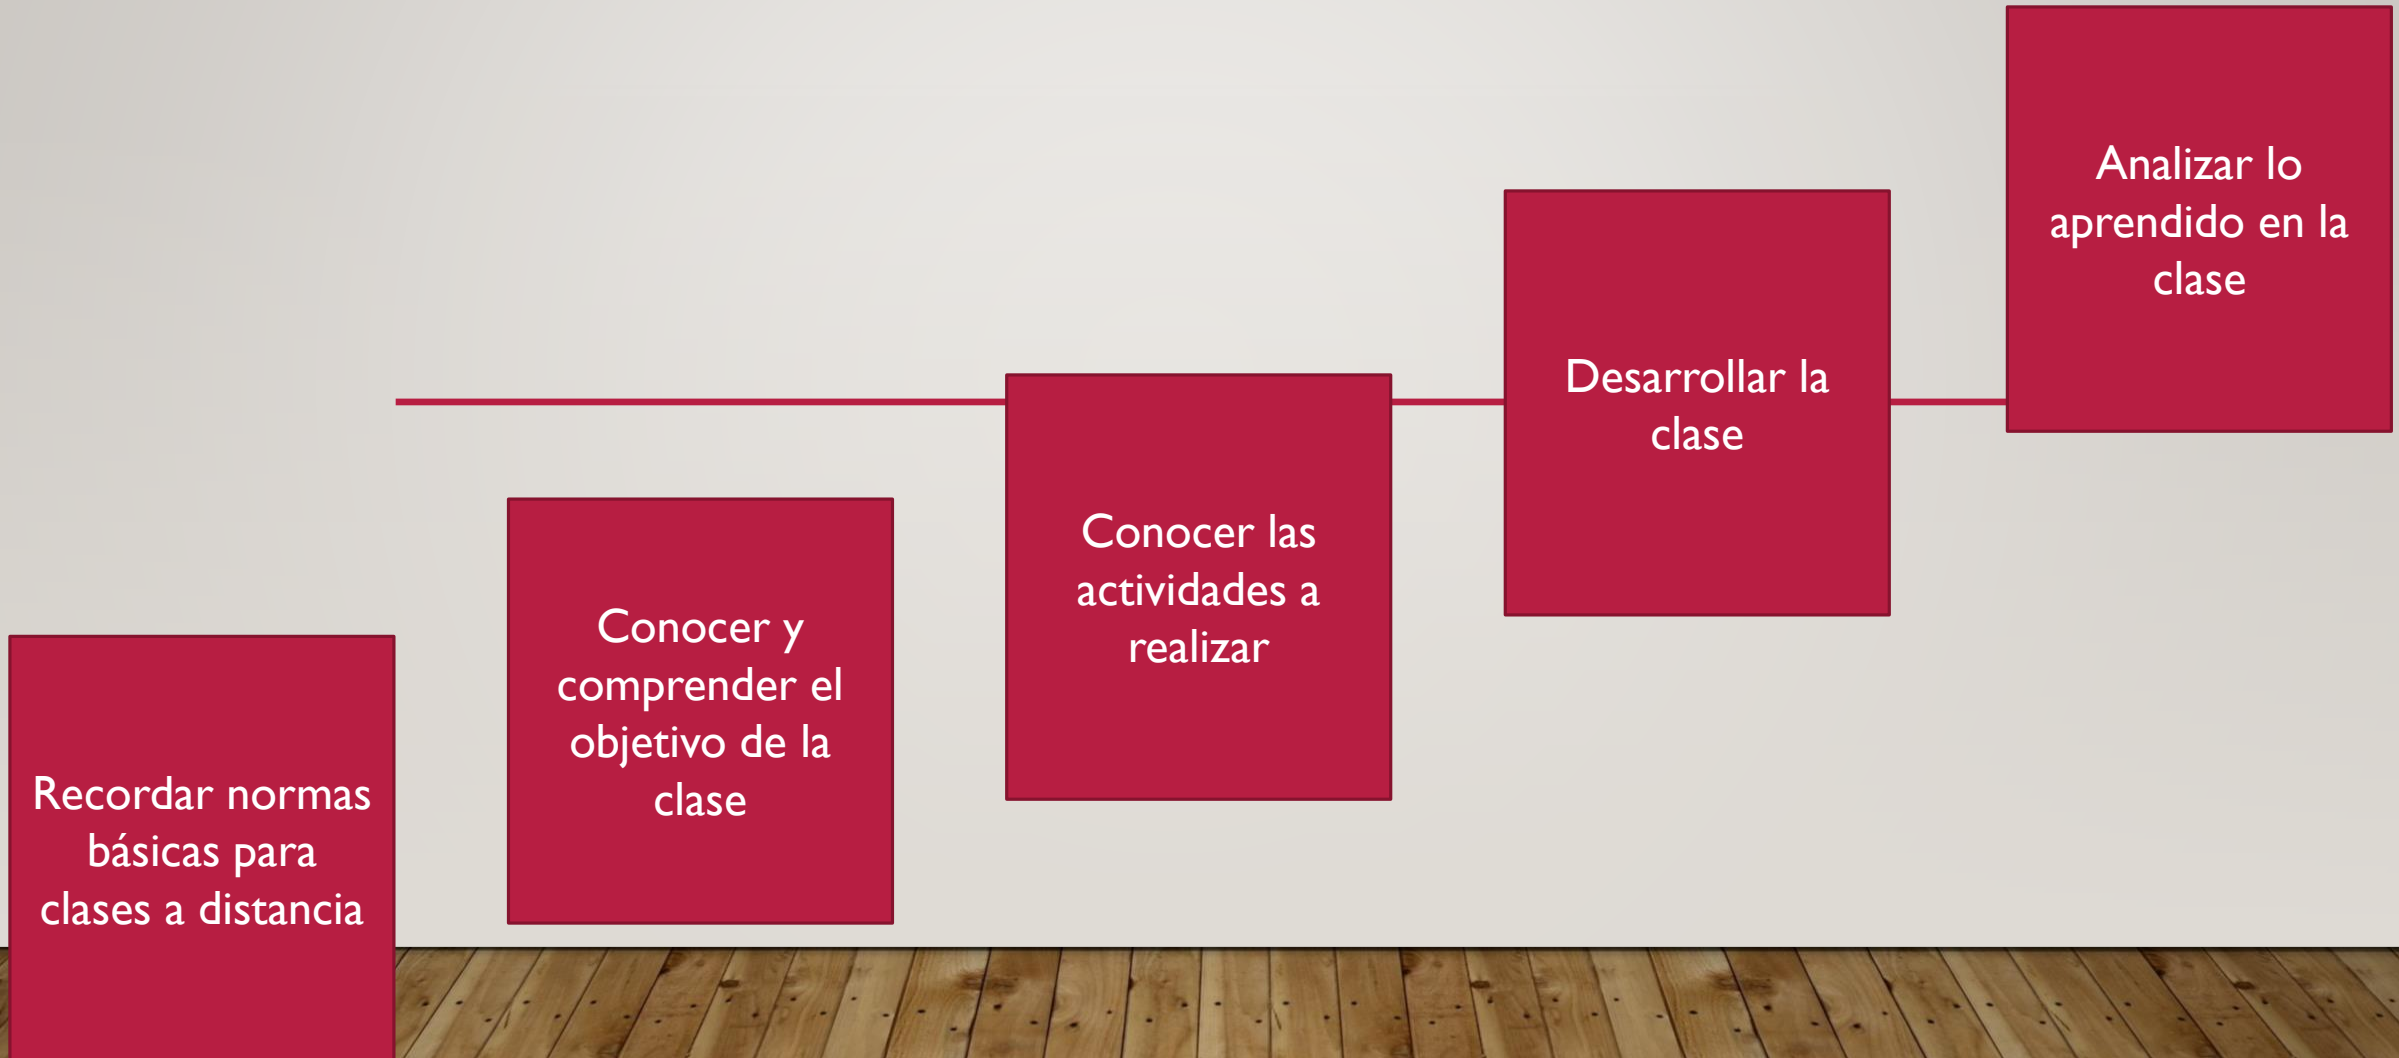 Recordar normas
básicas para
clases a distancia
Conocer y
comprender el
objetivo de la
clase
Conocer las
actividades a
realizar
Desarrollar la
clase
Analizar lo
aprendido en la
clase